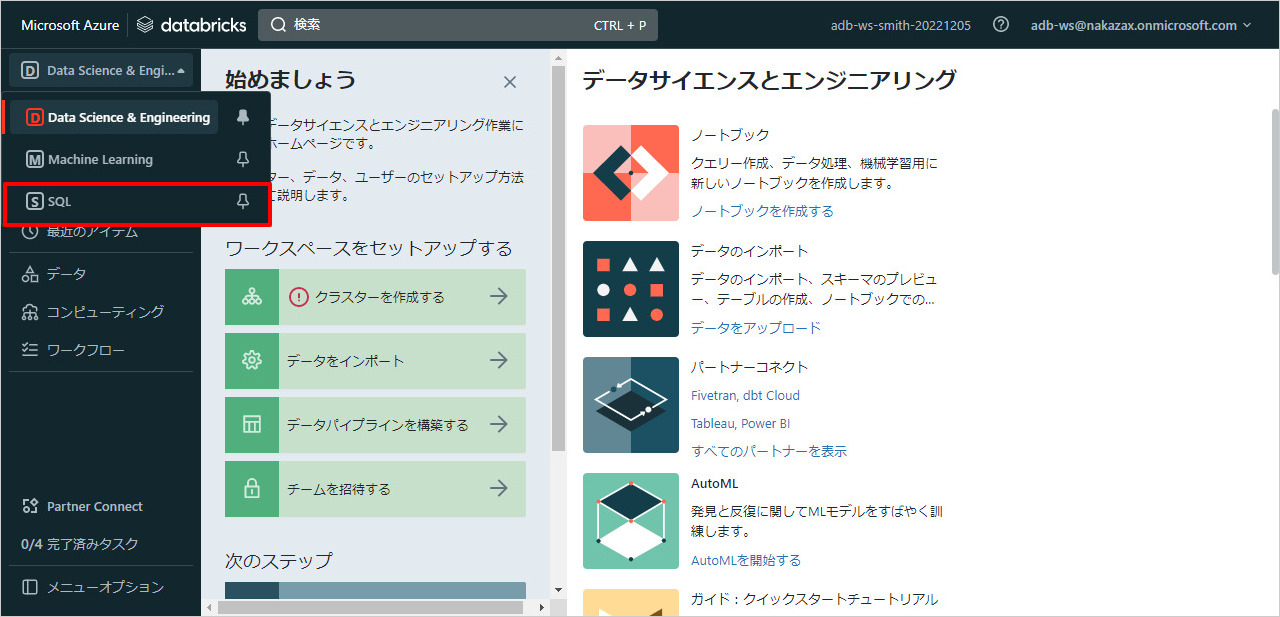 Microsoft Azure
databricks
検索
CTRL + P
adb-ws-smith-20221205
adb-ws@nakazax.onmicrosoft.com
D Data Science & Engi...
D Data Science & Engineering
M Machine Learning
S SQL
最近のアイテム
データ
コンピューティング
ワークフロー
Partner Connect
0/4 完了済みタスク
メニューオプション
始めましょう
データサイエンスとエンジニアリング作業に
ホームページです。
ター、データ、ユーザーのセットアップ方法
に説明します。
ワークスペースをセットアップする
クラスターを作成する
データをインポート
データパイプラインを構築する
チームを招待する
次のステップ
データサイエンスとエンジニアリング
ノートブック
クエリー作成、データ処理、機械学習用に
新しいノートブックを作成します。
ノートブックを作成する
データのインポート
データのインポート、スキーマのプレビュ
ー、テーブルの作成、ノートブックでの...
データをアップロード
パートナーコネクト
Fivetran, dbt Cloud
Tableau, Power BI
すべてのパートナーを表示
AutoML
発見と反復に関してMLモデルをすばやく訓
練します。
AutoMLを開始する
ガイド：クイックスタートチュートリアル